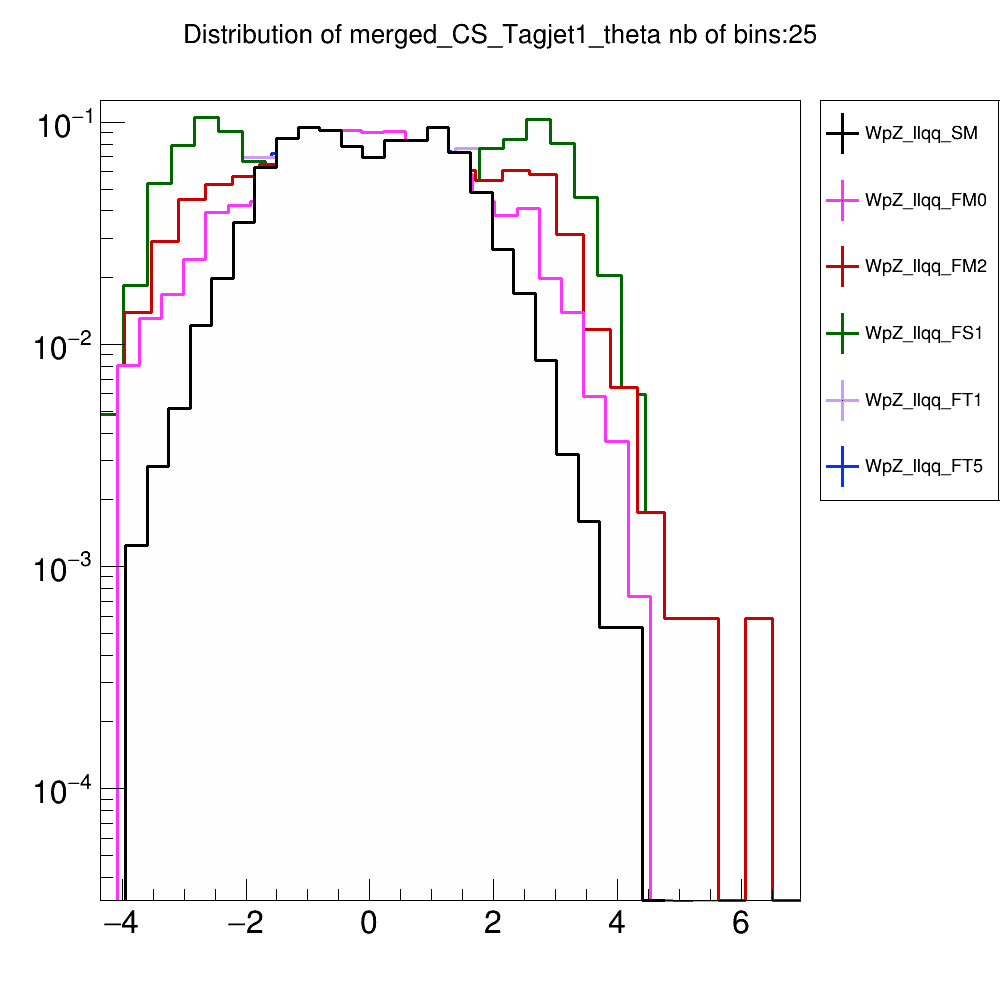 Distribution of merged_CS_Tagjet1_theta nb of bins:25
10⁻¹
10⁻²
10⁻³
10⁻⁴
−4 −2 0 2 4 6
WpZ_llqq_SM
WpZ_llqq_FM0
WpZ_llqq_FM2
WpZ_llqq_FS1
WpZ_llqq_FT1
WpZ_llqq_FT5